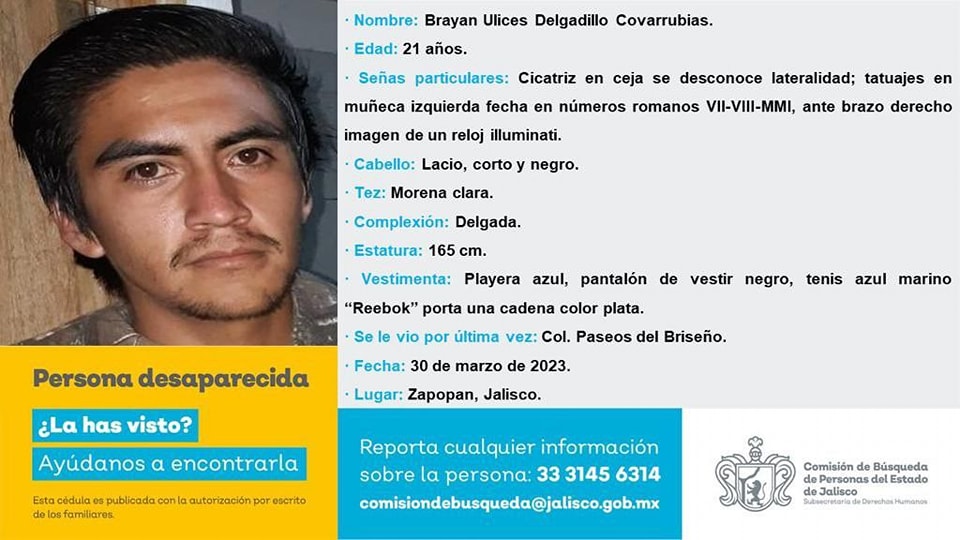 · Nombre: Brayan Ulices Delgadillo Covarrubias.
· Edad: 21 años.
· Señas particulares: Cicatriz en ceja se desconoce lateralidad; tatuajes en
muñeca izquierda fecha en números romanos VII-VIII-MMI, ante brazo derecho
imagen de un reloj illuminati.
· Cabello: Lacio, corto y negro.
· Tez: Morena clara.
· Complexión: Delgada.
· Estatura: 165 cm.
· Vestimenta: Playera azul, pantalón de vestir negro, tenis azul marino
“Reebok” porta una cadena color plata.
· Se le vio por última vez: Col. Paseos del Briseño.
· Fecha: 30 de marzo de 2023.
· Lugar: Zapopan, Jalisco.
Persona desaparecida
¿La has visto?
Ayúdanos a encontrarla
Esta cédula es publicada con la autorización por escrito
de los familiares.
Reporta cualquier información
sobre la persona: 33 3145 6314
comisiondebusqueda@jalisco.gob.mx
Comisión de Búsqueda
de Personas del Estado
de Jalisco
Subsecretaría de Derechos Humanos